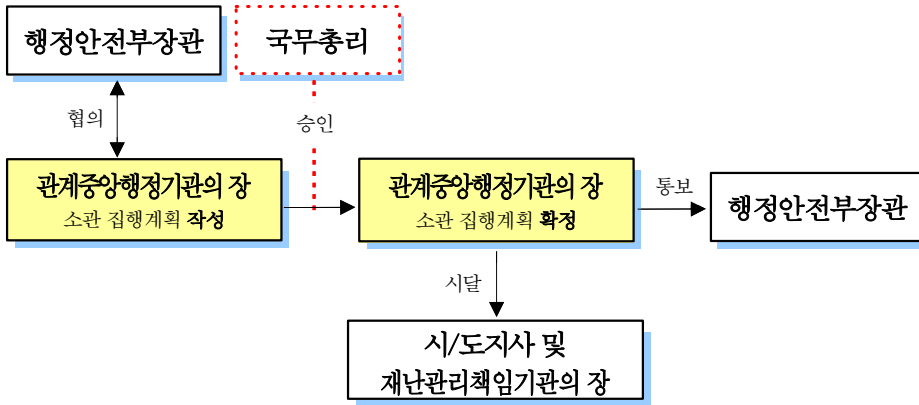 행정안전부장관
국무총리
협의
승인
관계중앙행정기관의 장
소관 집행계획 작성
관계중앙행정기관의 장
소관 집행계획 확정
통보
행정안전부장관
시달
시/도지사 및
재난관리책임기관의 장